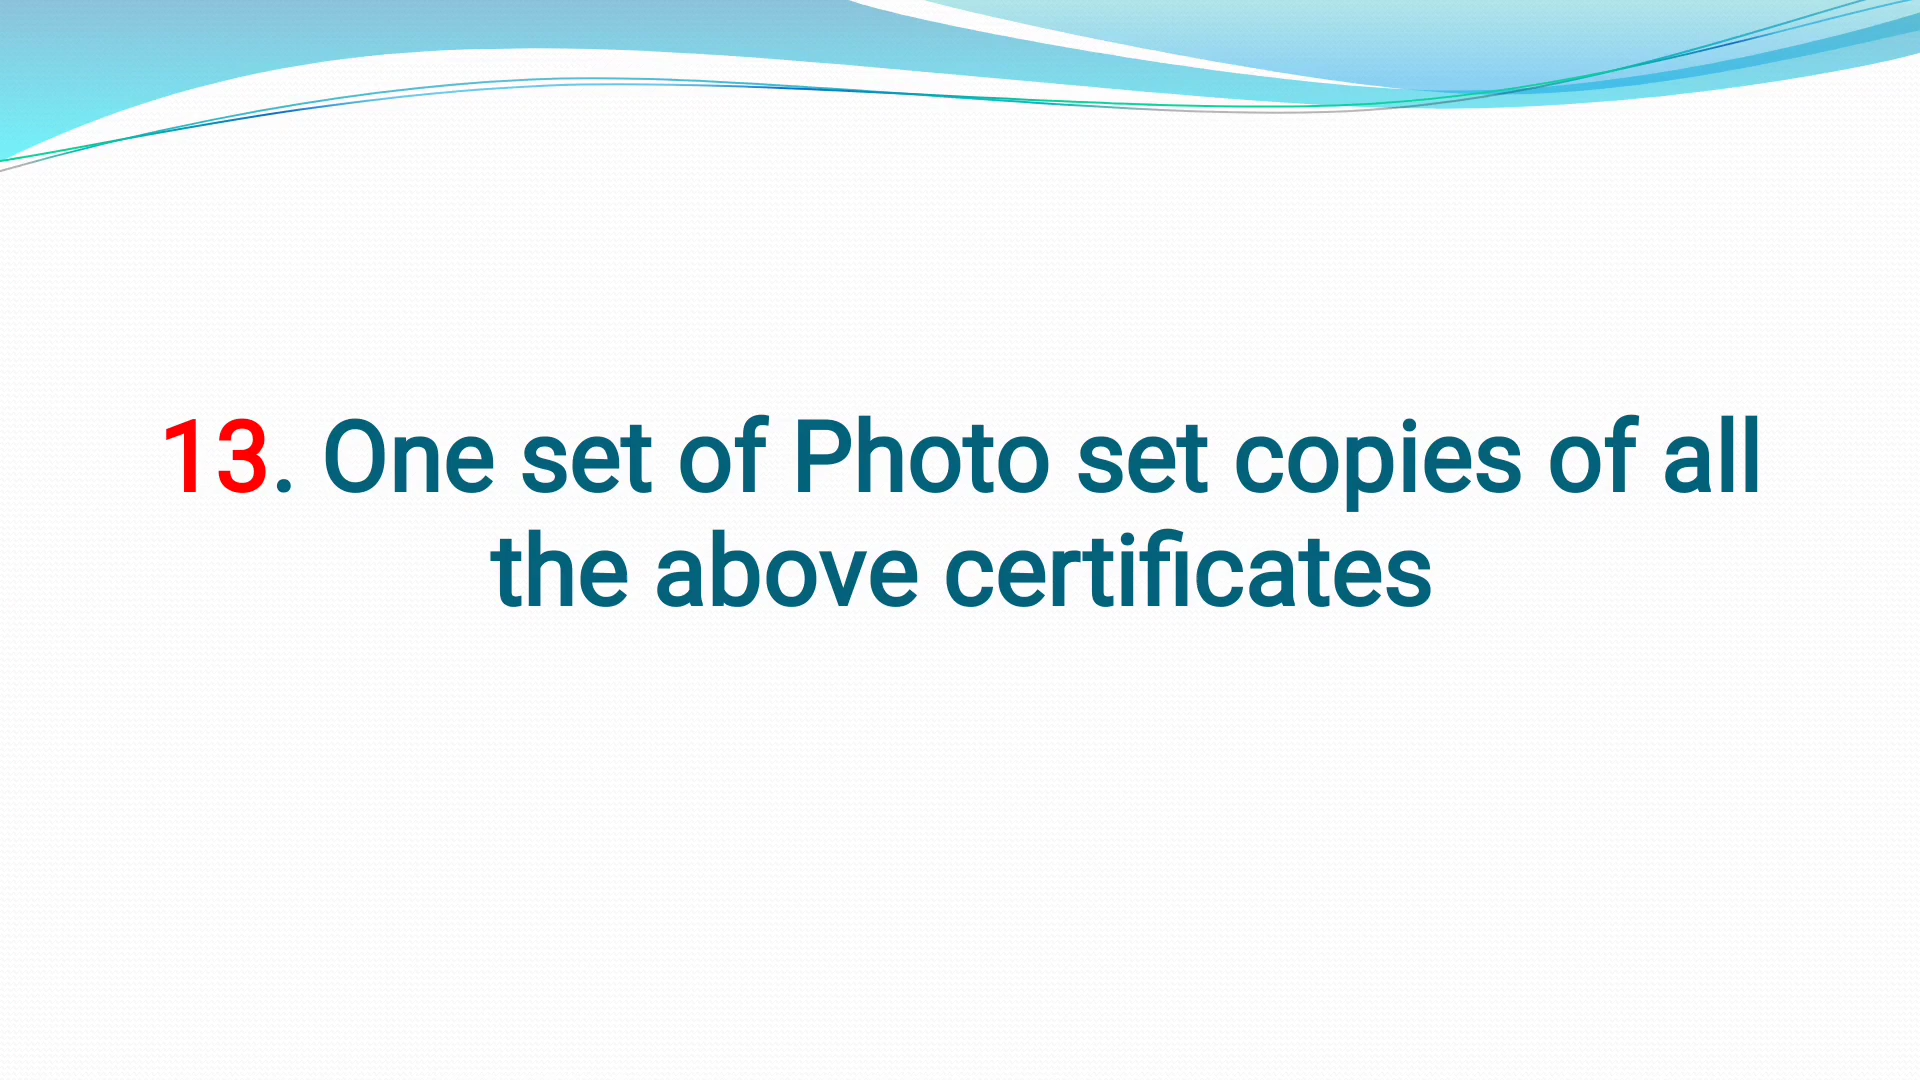 13. One set of Photo set copies of all
the above certificates